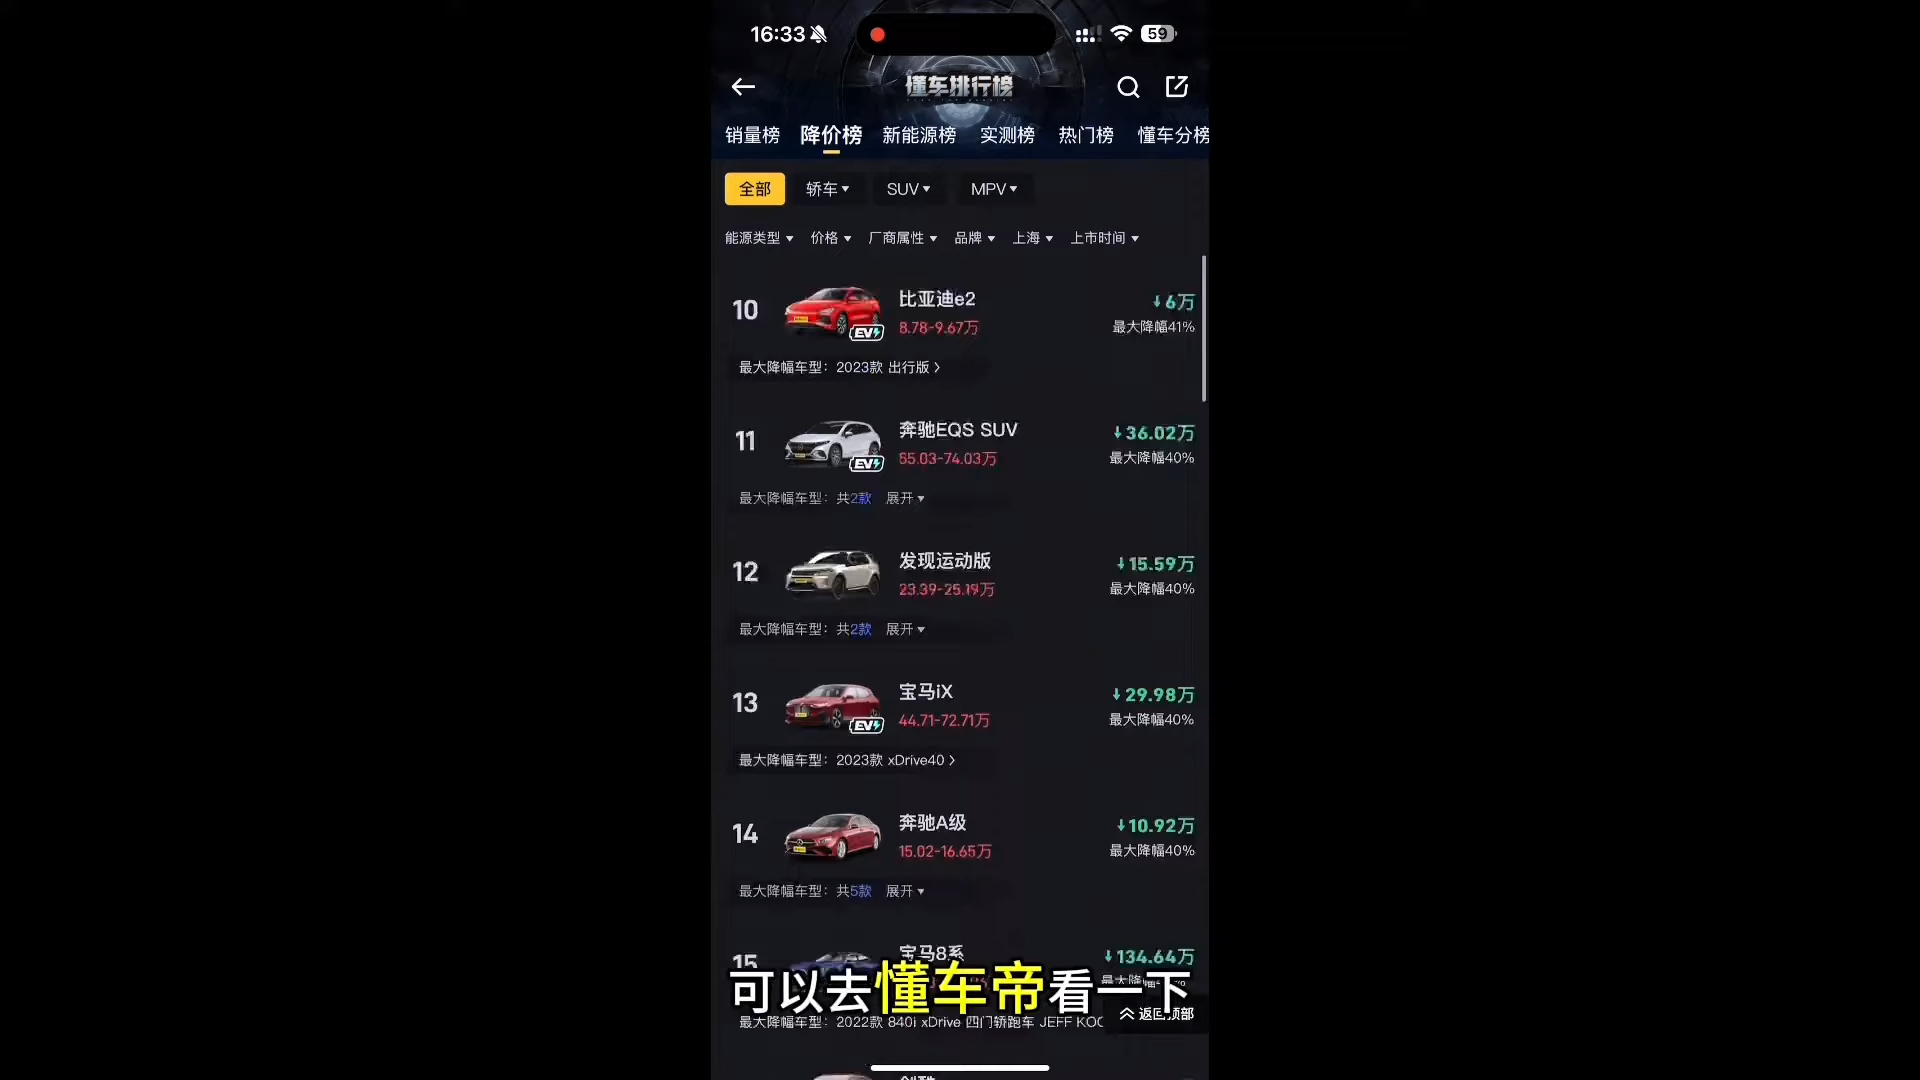 16:33
59
懂车排行榜
销量榜 降价榜 新能源榜 实测榜 热门榜 懂车分榜
全部 轿车 SUV MPV
能源类型 价格 厂商属性 品牌 上海 上市时间
10 比亚迪e2 ↓6万
EV 8.78-9.67万 最大降幅41%
最大降幅车型：2023款 出行版 >
11 奔驰EQS SUV ↓36.02万
EV 55.03-74.03万 最大降幅40%
最大降幅车型：共2款 展开
12 发现运动版 ↓15.59万
23.39-25.19万 最大降幅40%
最大降幅车型：共2款 展开
13 宝马iX ↓29.98万
EV 44.71-72.71万 最大降幅40%
最大降幅车型：2023款 xDrive40 >
14 奔驰A级 ↓10.92万
15.02-16.65万 最大降幅40%
最大降幅车型：共5款 展开
15 宝马8系 ↓134.64万
可以去懂车帝看一下
返回顶部
最大降幅车型：2022款 840i xDrive 四门轿跑车 JEFF KOO